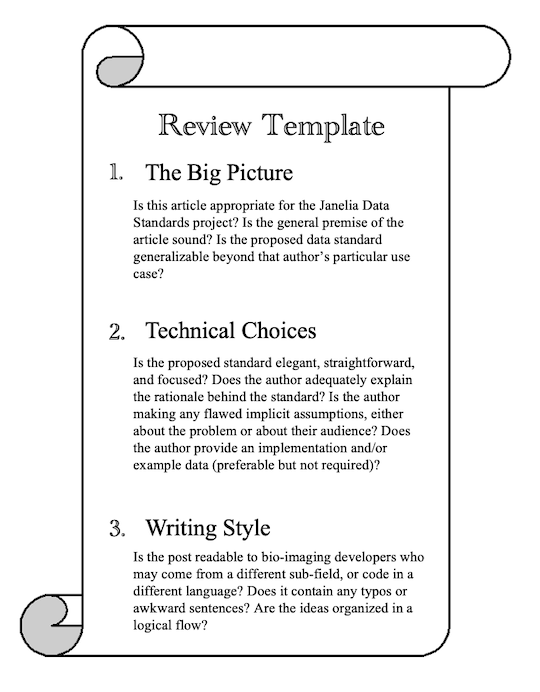 Review Template
1. The Big Picture
Is this article appropriate for the Janelia Data
Standards project? Is the general premise of the
article sound? Is the proposed data standard
generalizable beyond that author’s particular use
case?
2. Technical Choices
Is the proposed standard elegant, straightforward,
and focused? Does the author adequately explain
the rationale behind the standard? Is the author
making any flawed implicit assumptions, either
about the problem or about their audience? Does
the author provide an implementation and/or
example data (preferable but not required)?
3. Writing Style
Is the post readable to bio-imaging developers who
may come from a different sub-field, or code in a
different language? Does it contain any typos or
awkward sentences? Are the ideas organized in a
logical flow?